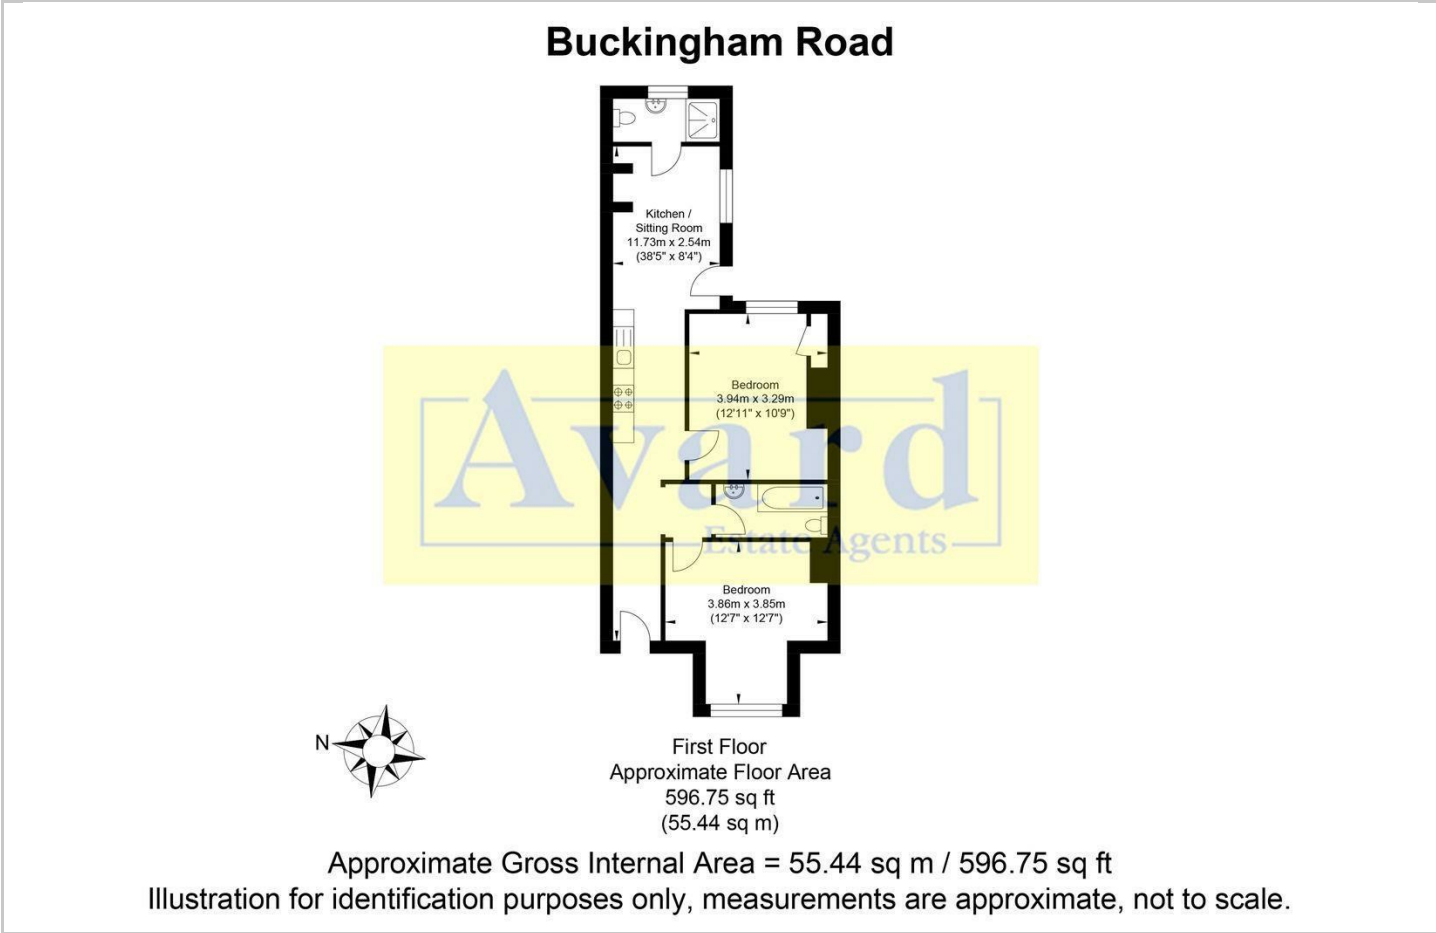 Buckingham Road
Kitchen /
Sitting Room
11.73m x 2.54m
(38'5" x 8'4")
Bedroom
3.94m x 3.29m
(12'11" x 10'9")
Avard
Estate Agents
Bedroom
3.86m x 3.85m
(12'7" x 12'7")
N
First Floor
Approximate Floor Area
596.75 sq ft
(55.44 sq m)
Approximate Gross Internal Area = 55.44 sq m / 596.75 sq ft
Illustration for identification purposes only, measurements are approximate, not to scale.